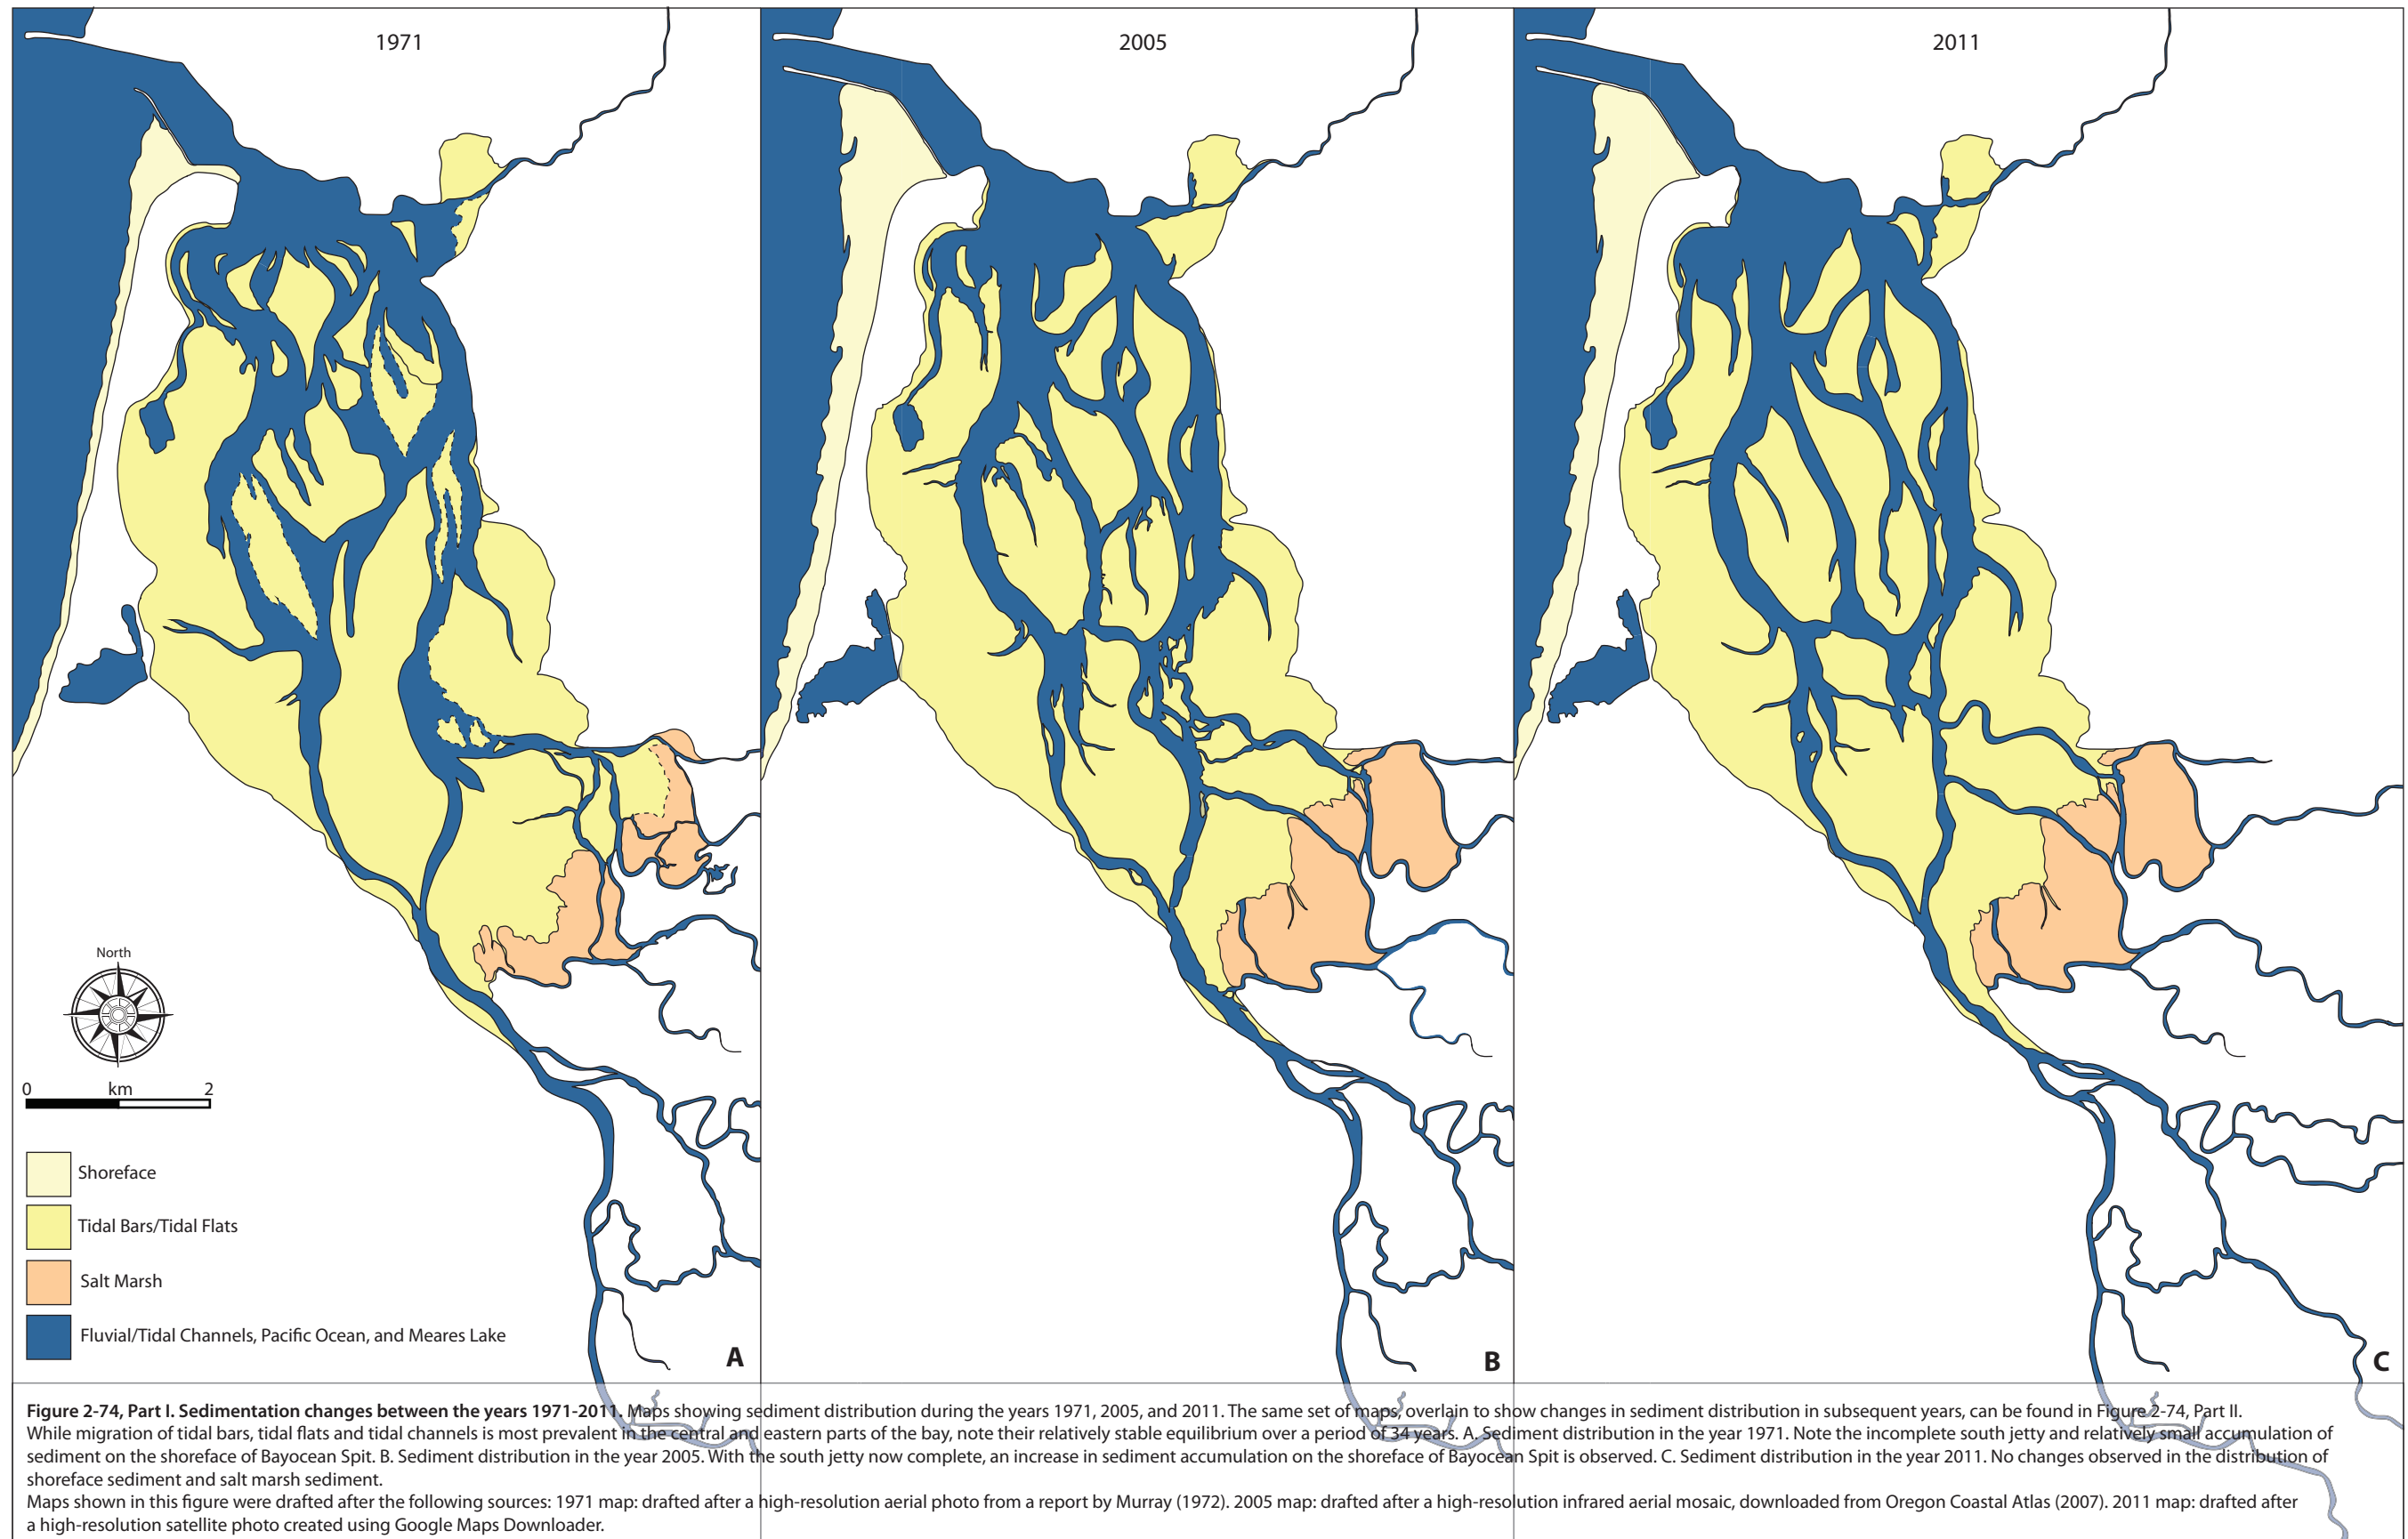 1971
2005
2011
North
0 km 2
Shoreface
Tidal Bars/Tidal Flats
Salt Marsh
Fluvial/Tidal Channels, Pacific Ocean, and Meares Lake
A
B
C
Figure 2-74, Part I. Sedimentation changes between the years 1971-2011. Maps showing sediment distribution during the years 1971, 2005, and 2011. The same set of maps, overlain to show changes in sediment distribution in subsequent years, can be found in Figure 2-74, Part II.
While migration of tidal bars, tidal flats and tidal channels is most prevalent in the central and eastern parts of the bay, note their relatively stable equilibrium over a period of 34 years. A. Sediment distribution in the year 1971. Note the incomplete south jetty and relatively small accumulation of
sediment on the shoreface of Bayocean Spit. B. Sediment distribution in the year 2005. With the south jetty now complete, an increase in sediment accumulation on the shoreface of Bayocean Spit is observed. C. Sediment distribution in the year 2011. No changes observed in the distribution of
shoreface sediment and salt marsh sediment.
Maps shown in this figure were drafted after the following sources: 1971 map: drafted after a high-resolution aerial photo from a report by Murray (1972). 2005 map: drafted after a high-resolution infrared aerial mosaic, downloaded from Oregon Coastal Atlas (2007). 2011 map: drafted after
a high-resolution satellite photo created using Google Maps Downloader.